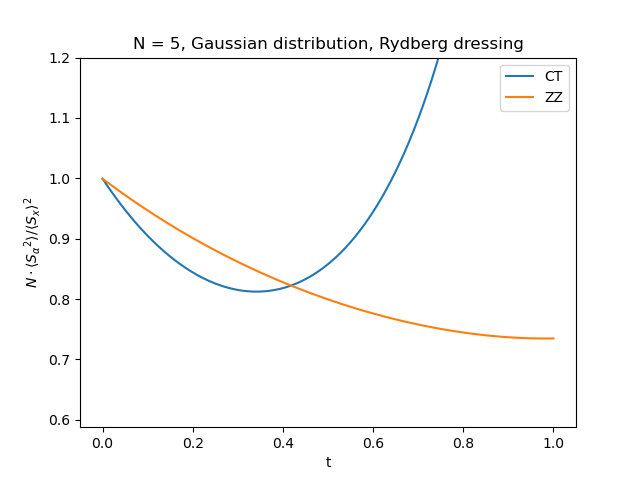 N = 5, Gaussian distribution, Rydberg dressing
CT
ZZ
1.2
1.1
1.0
0.9
0.8
0.7
0.6
N · ⟨S_α²⟩/⟨S_x⟩²
0.0 0.2 0.4 0.6 0.8 1.0
t